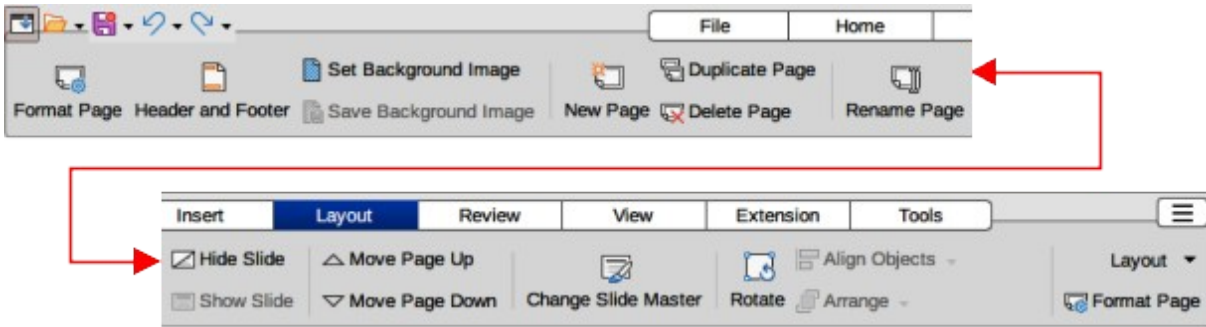 File Home
Format Page Header and Footer Set Background Image Save Background Image New Page Duplicate Page Delete Page Rename Page
Insert Layout Review View Extension Tools
Hide Slide Move Page Up Change Slide Master Rotate Align Objects Layout
Show Slide Move Page Down Arrange Format Page